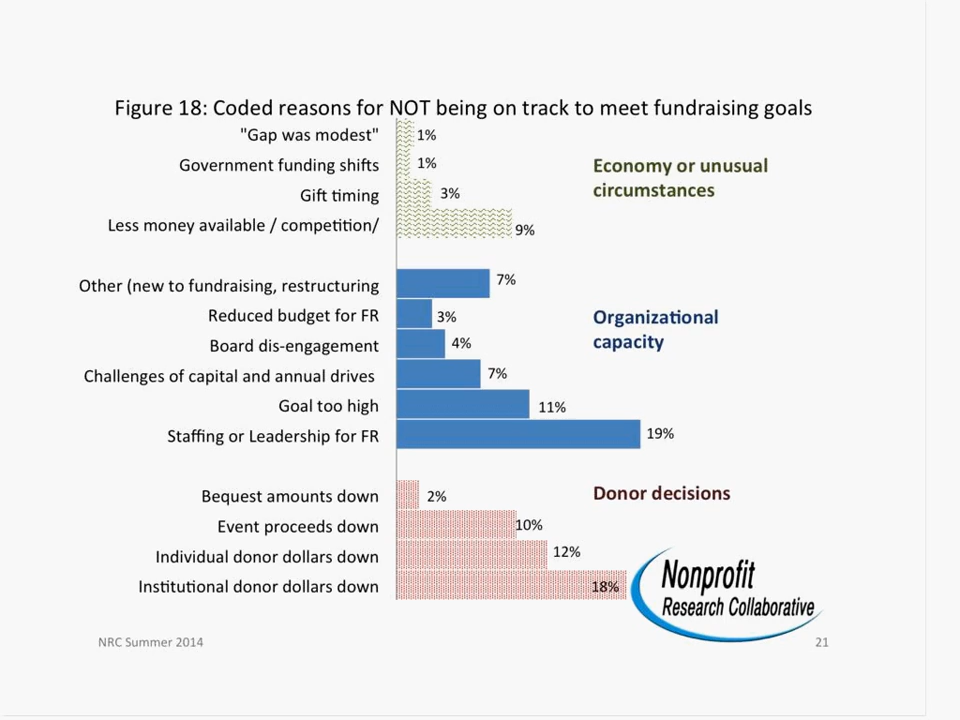 Figure 18: Coded reasons for NOT being on track to meet fundraising goals
"Gap was modest" 1%
Government funding shifts 1%
Gift timing 3%
Less money available / competition/ 9%
Economy or unusual
circumstances
Other (new to fundraising, restructuring 7%
Reduced budget for FR 3%
Board dis-engagement 4%
Challenges of capital and annual drives 7%
Goal too high 11%
Staffing or Leadership for FR 19%
Organizational
capacity
Bequest amounts down 2%
Event proceeds down 10%
Individual donor dollars down 12%
Institutional donor dollars down 18%
Donor decisions
Nonprofit
Research Collaborative
NRC Summer 2014
21